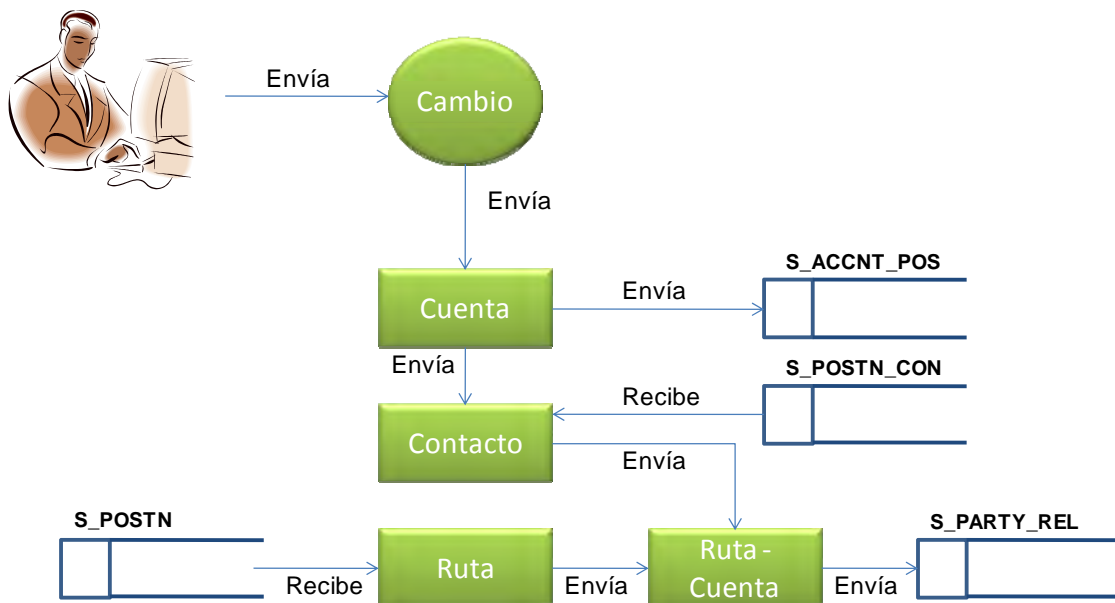 Envía
Cambio
Envía
S_ACCNT_POS
Envía
Cuenta
Envía
S_POSTN_CON
Recibe
Contacto
Envía
S_POSTN
S_PARTY_REL
Ruta -
Cuenta
Ruta
Recibe
Envía
Envía